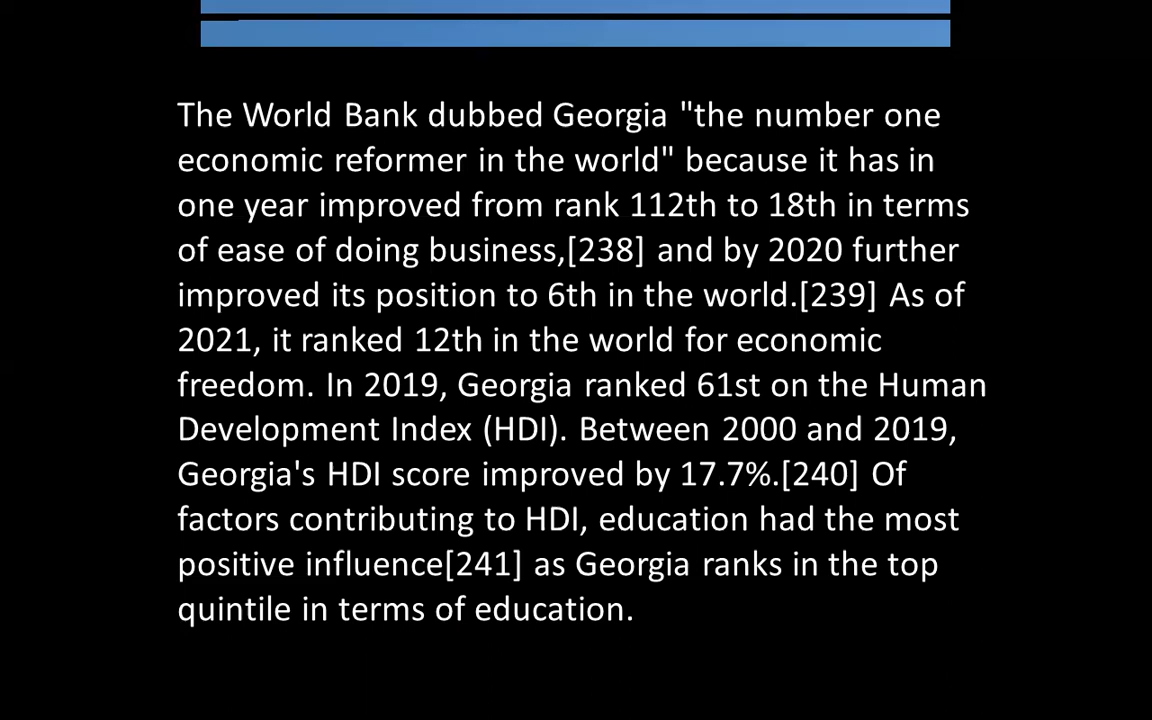 The World Bank dubbed Georgia "the number one
economic reformer in the world" because it has in
one year improved from rank 112th to 18th in terms
of ease of doing business,[238] and by 2020 further
improved its position to 6th in the world.[239] As of
2021, it ranked 12th in the world for economic
freedom. In 2019, Georgia ranked 61st on the Human
Development Index (HDI). Between 2000 and 2019,
Georgia's HDI score improved by 17.7%.[240] Of
factors contributing to HDI, education had the most
positive influence[241] as Georgia ranks in the top
quintile in terms of education.